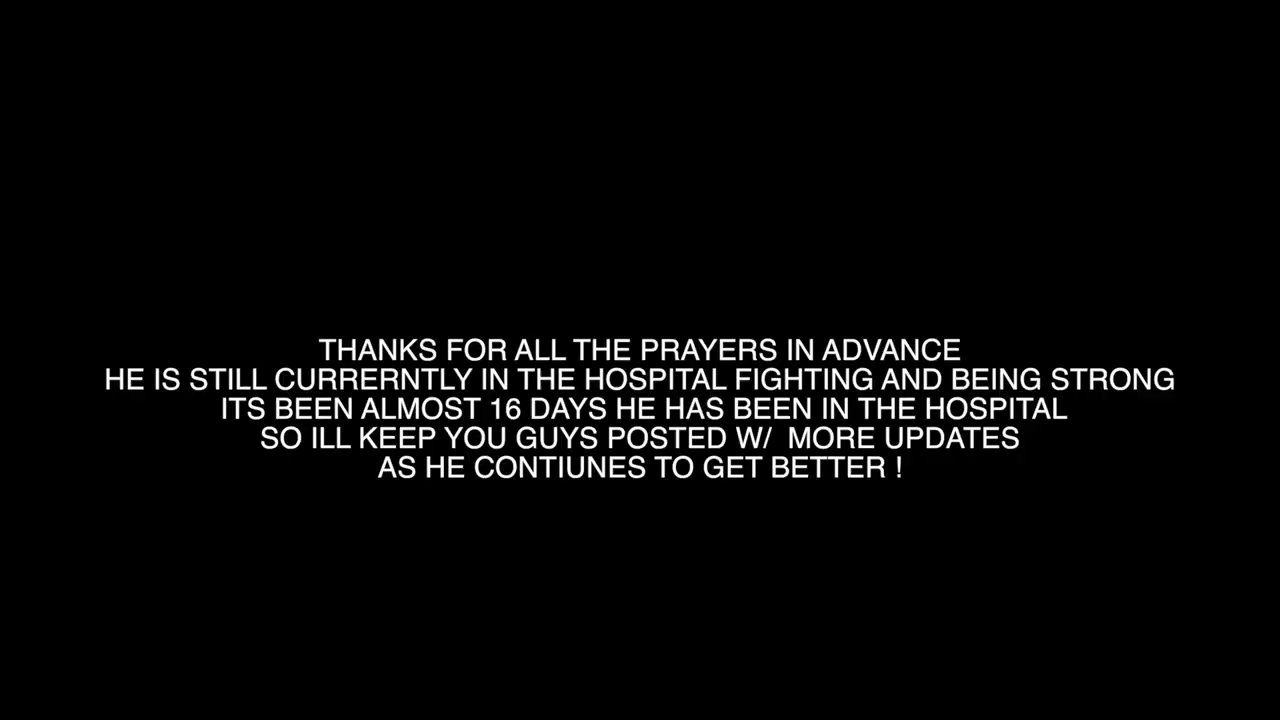 THANKS FOR ALL THE PRAYERS IN ADVANCE
HE IS STILL CURRERNTLY IN THE HOSPITAL FIGHTING AND BEING STRONG
ITS BEEN ALMOST 16 DAYS HE HAS BEEN IN THE HOSPITAL
SO ILL KEEP YOU GUYS POSTED W/  MORE UPDATES
AS HE CONTIUNES TO GET BETTER !